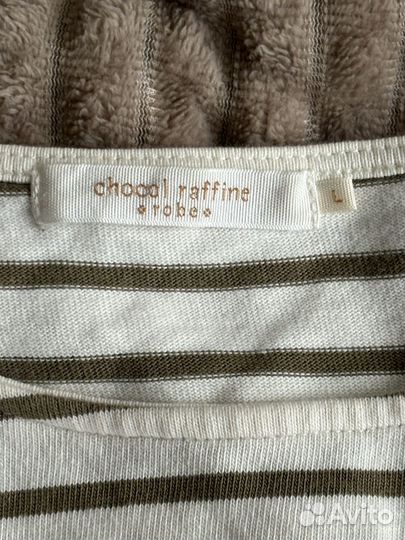 chocol raffine
robe
L
Avito